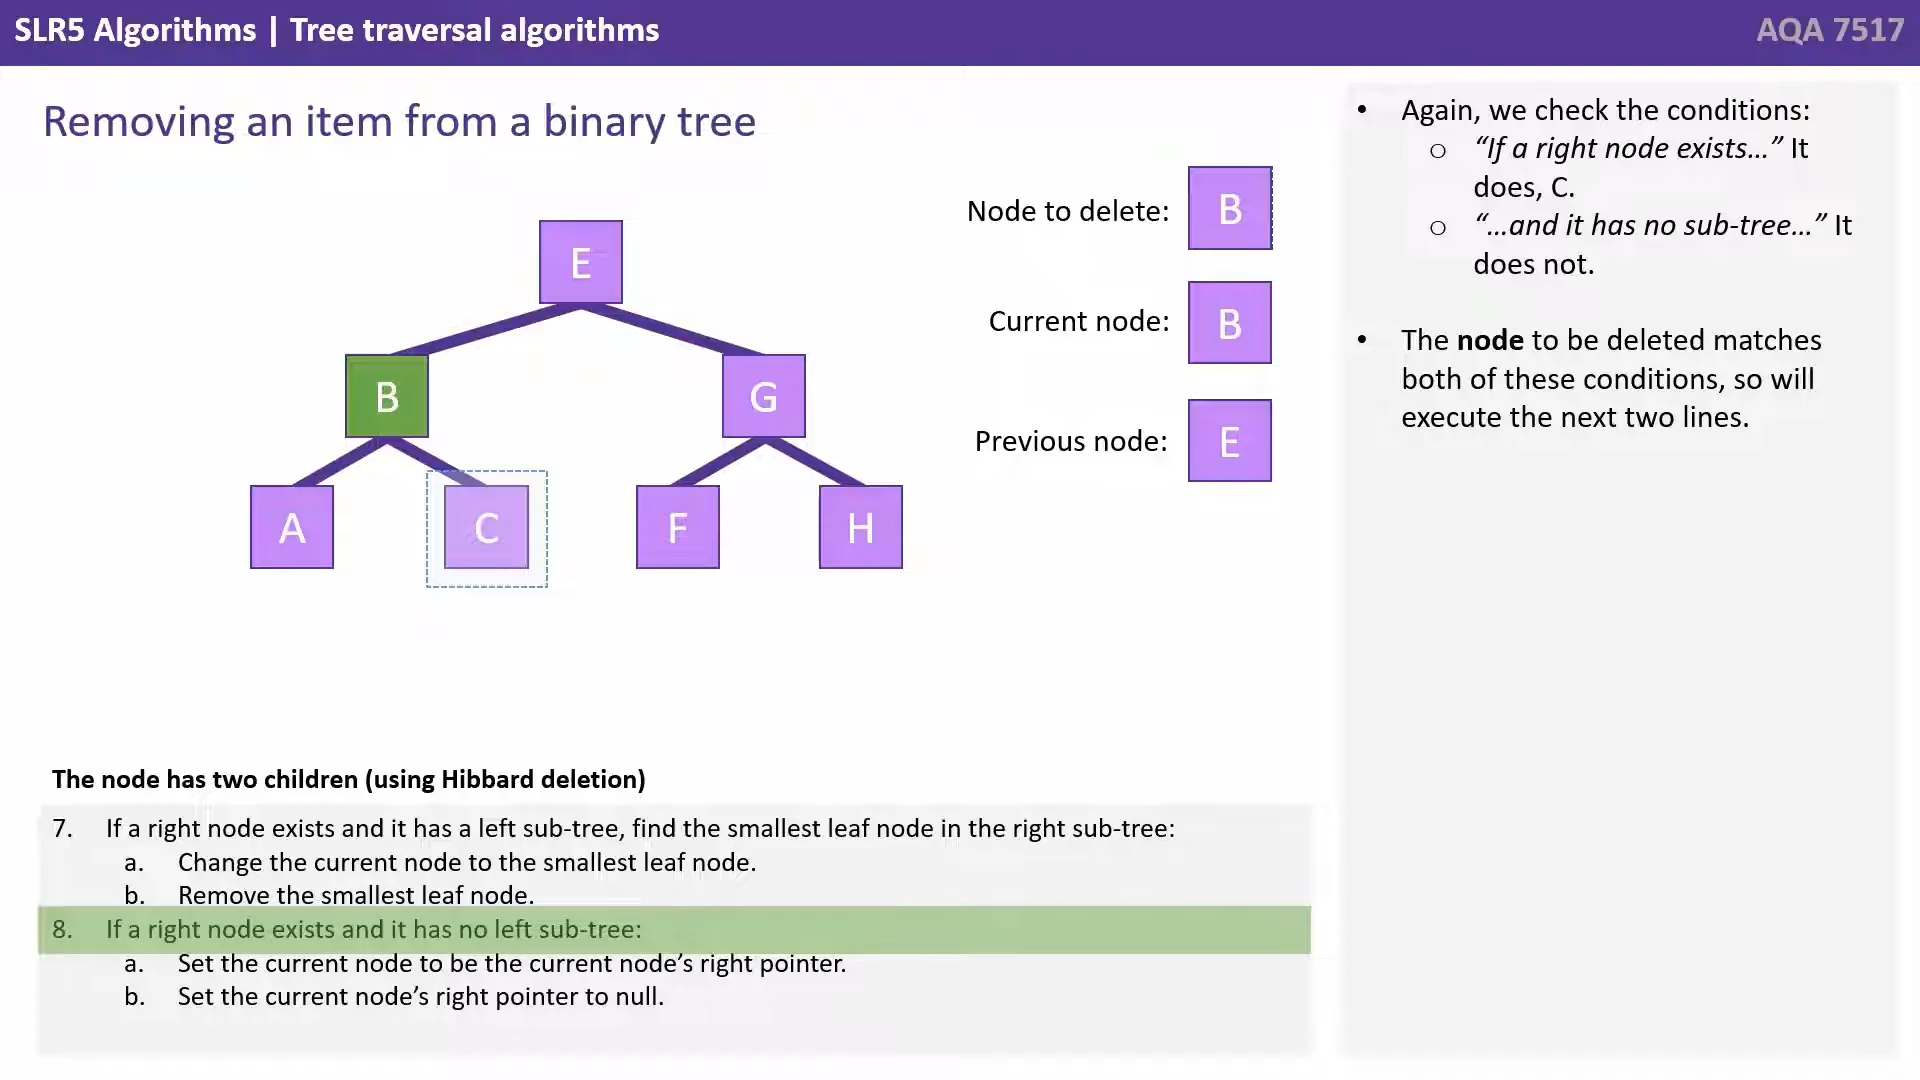 SLR5 Algorithms | Tree traversal algorithms
AQA 7517
Removing an item from a binary tree
E
B
G
A
C
F
H
Node to delete:
B
Current node:
B
Previous node:
E
• Again, we check the conditions:
o “If a right node exists…” It
does, C.
o “…and it has no sub-tree…” It
does not.
• The node to be deleted matches
both of these conditions, so will
execute the next two lines.
The node has two children (using Hibbard deletion)
7. If a right node exists and it has a left sub-tree, find the smallest leaf node in the right sub-tree:
a. Change the current node to the smallest leaf node.
b. Remove the smallest leaf node.
8. If a right node exists and it has no left sub-tree:
a. Set the current node to be the current node’s right pointer.
b. Set the current node’s right pointer to null.